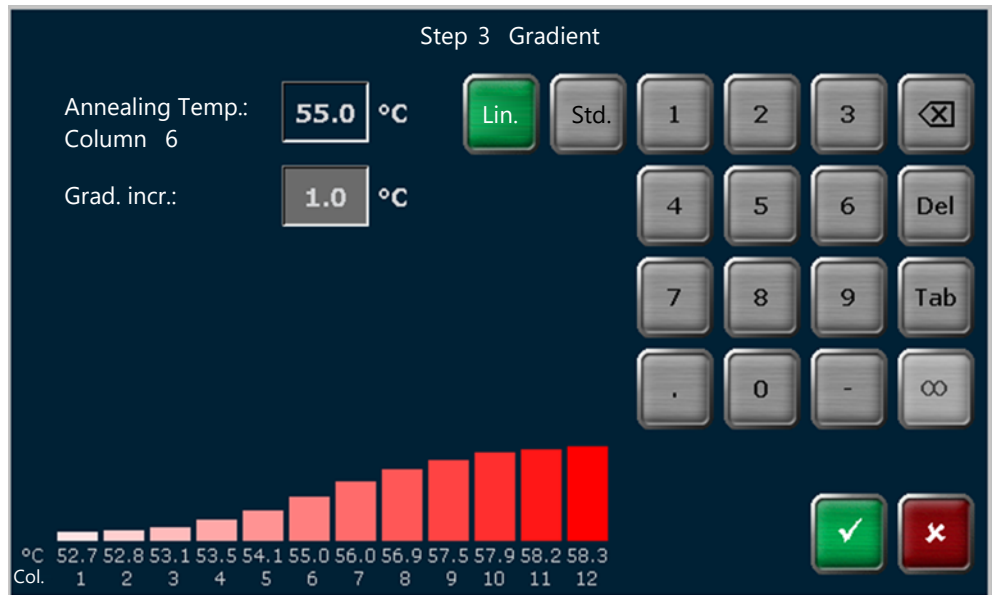 Step 3 Gradient
Annealing Temp.: 55.0 °C Lin. Std. 1 2 3
Column 6
Grad. incr.: 1.0 °C 4 5 6 Del
7 8 9 Tab
. 0 - ∞
°C 52.7 52.8 53.1 53.5 54.1 55.0 56.0 56.9 57.5 57.9 58.2 58.3
Col. 1 2 3 4 5 6 7 8 9 10 11 12